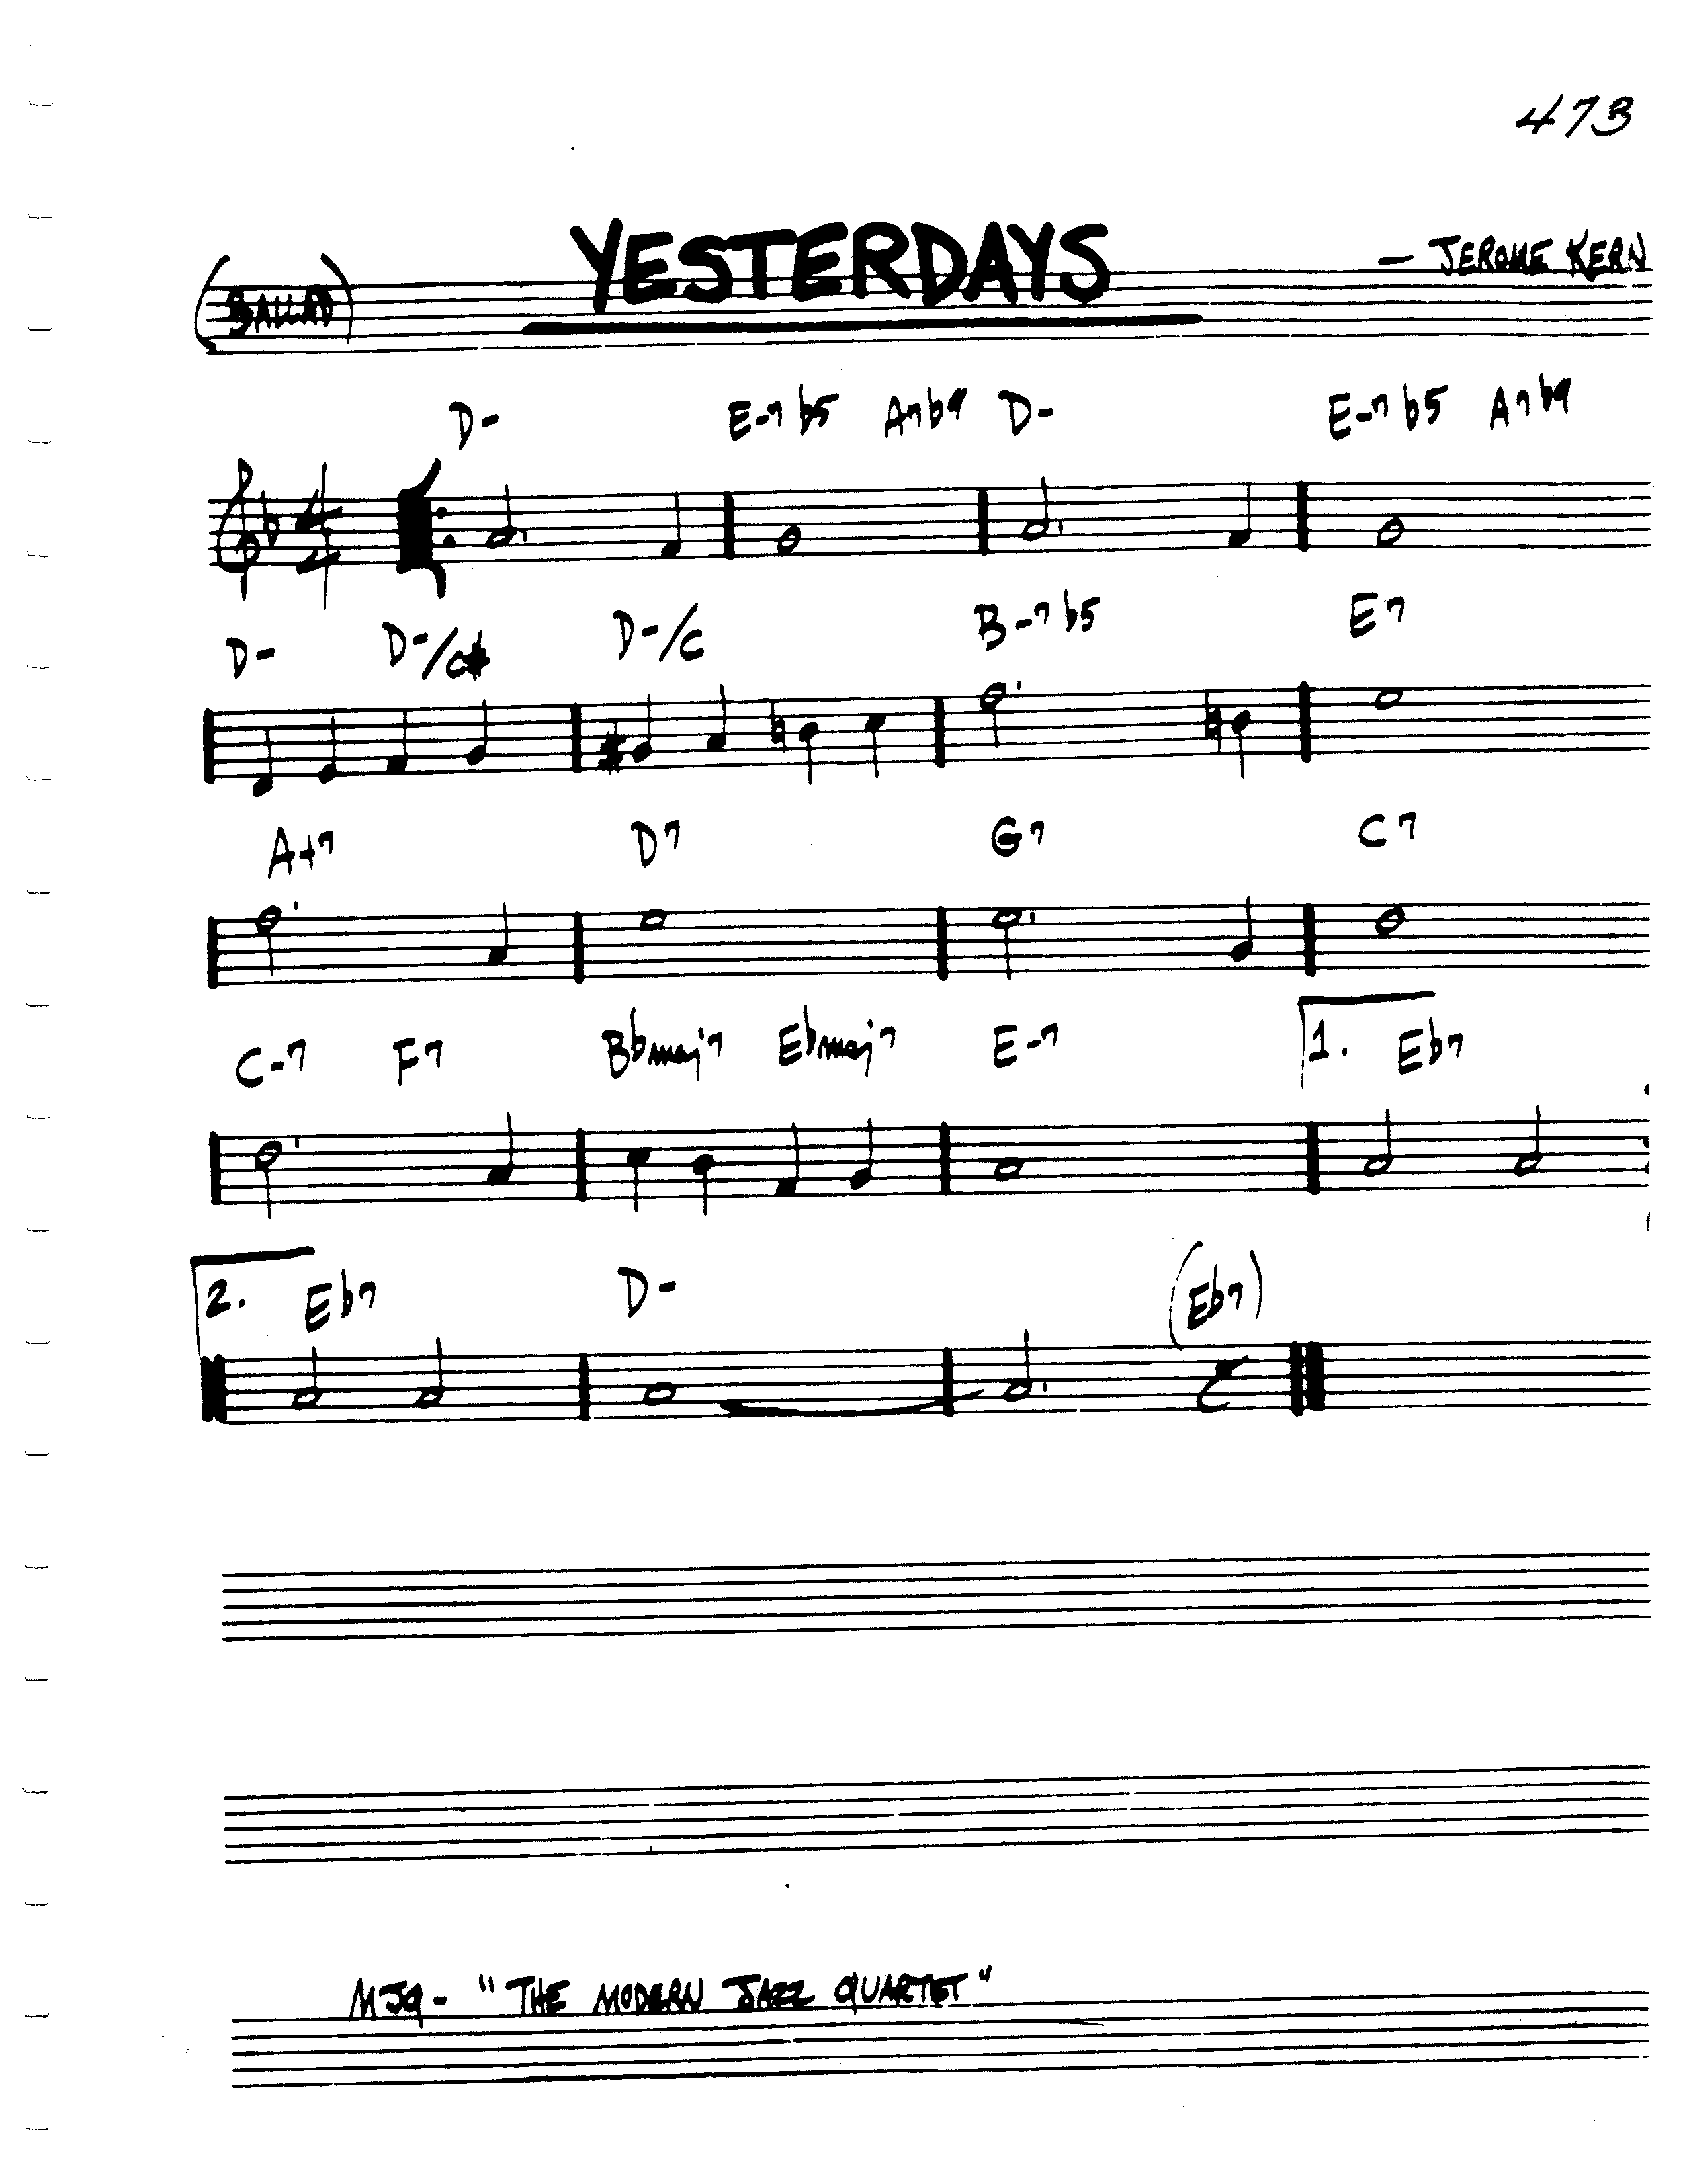 473
YESTERDAYS
— JEROME KERN
(BALLAD)
D- E-7b5 A7b9 D- E-7b5 A7b9
D- D-/C# D-/C B-7b5 E7
A+7 D7 G7 C7
C-7 F7 Bbmaj7 Ebmaj7 E-7 1. Eb7
2. Eb7 D- (Eb7)
MJQ- "THE MODERN JAZZ QUARTET"